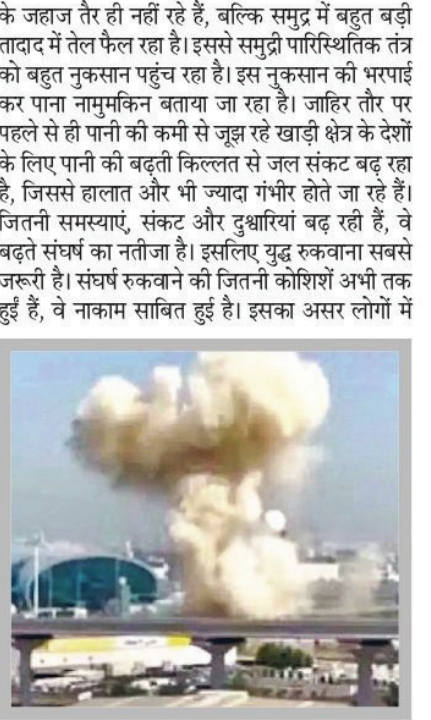 के जहाज तैर ही नहीं रहे हैं, बल्कि समुद्र में बहुत बड़ी
तादाद में तेल फैल रहा है। इससे समुद्री पारिस्थितिक तंत्र
को बहुत नुकसान पहुंच रहा है। इस नुकसान की भरपाई
कर पाना नामुमकिन बताया जा रहा है। जाहिर तौर पर
पहले से ही पानी की कमी से जूझ रहे खाड़ी क्षेत्र के देशों
के लिए पानी की बढ़ती किल्लत से जल संकट बढ़ रहा
है, जिससे हालात और भी ज्यादा गंभीर होते जा रहे हैं।
जितनी समस्याएं, संकट और दुश्वारियां बढ़ रही हैं, वे
बढ़ते संघर्ष का नतीजा है। इसलिए युद्ध रुकवाना सबसे
जरूरी है। संघर्ष रुकवाने की जितनी कोशिशें अभी तक
हुईं हैं, वे नाकाम साबित हुई है। इसका असर लोगों में